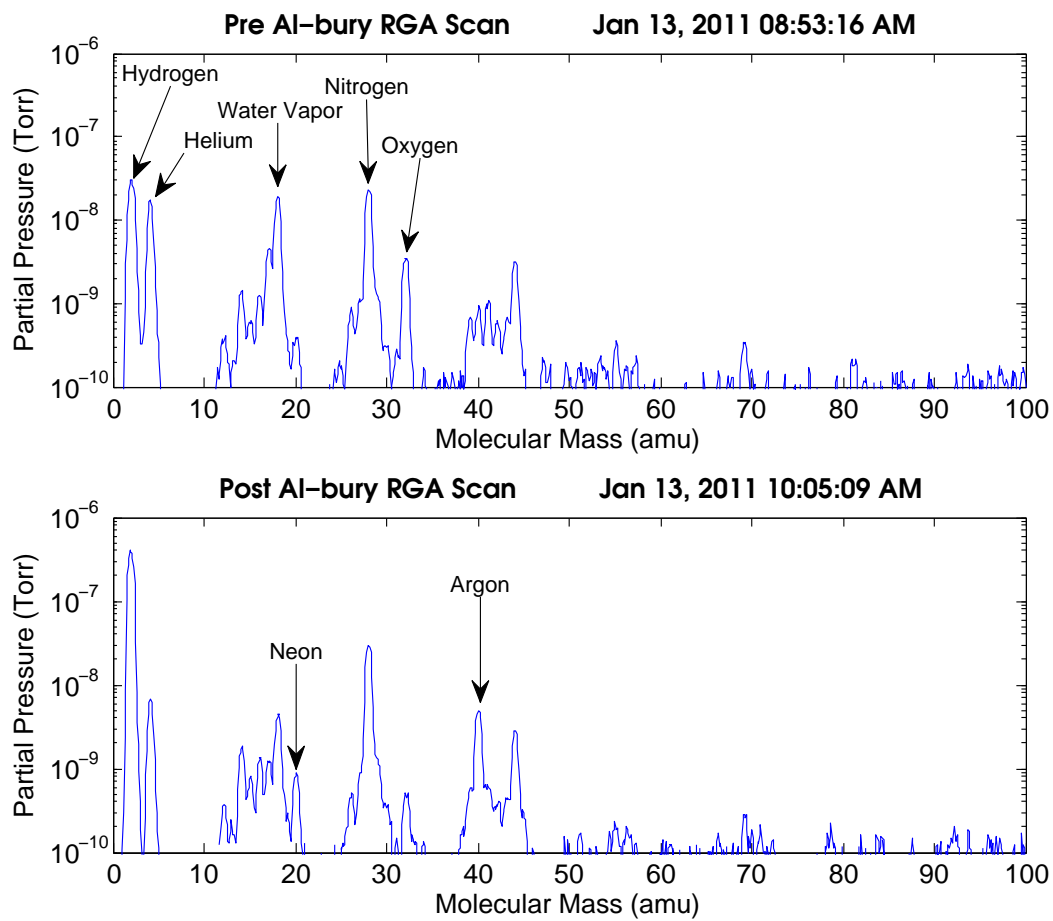 Pre Al−bury RGA Scan Jan 13, 2011 08:53:16 AM
10−6
Hydrogen
Nitrogen
Water Vapor
10−7
Helium
Oxygen
10−8
10−9
10−10
Partial Pressure (Torr)
0 10 20 30 40 50 60 70 80 90 100
Molecular Mass (amu)
Post Al−bury RGA Scan Jan 13, 2011 10:05:09 AM
10−6
Argon
10−7
Neon
10−8
10−9
10−10
Partial Pressure (Torr)
0 10 20 30 40 50 60 70 80 90 100
Molecular Mass (amu)